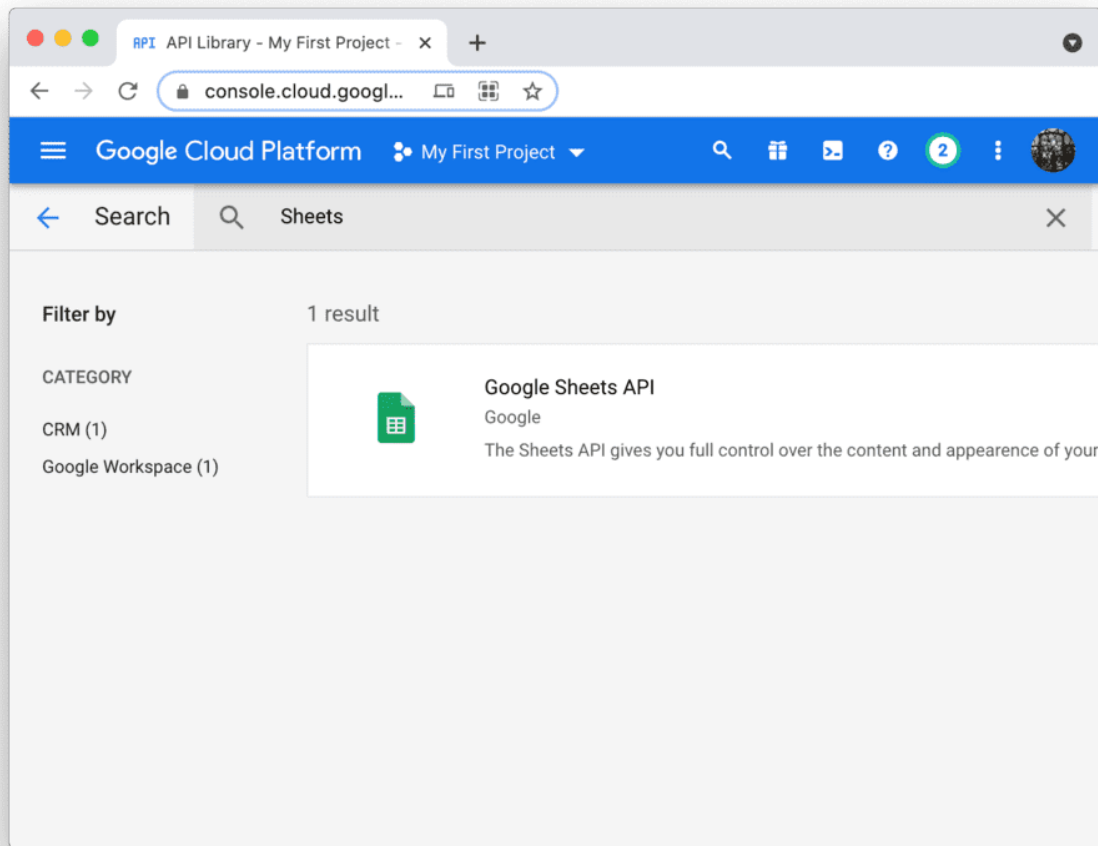 API API Library - My First Project -
console.cloud.googl...
Google Cloud Platform My First Project 2
Search Sheets
Filter by
1 result
CATEGORY
CRM (1)
Google Workspace (1)
Google Sheets API
Google
The Sheets API gives you full control over the content and appearence of your